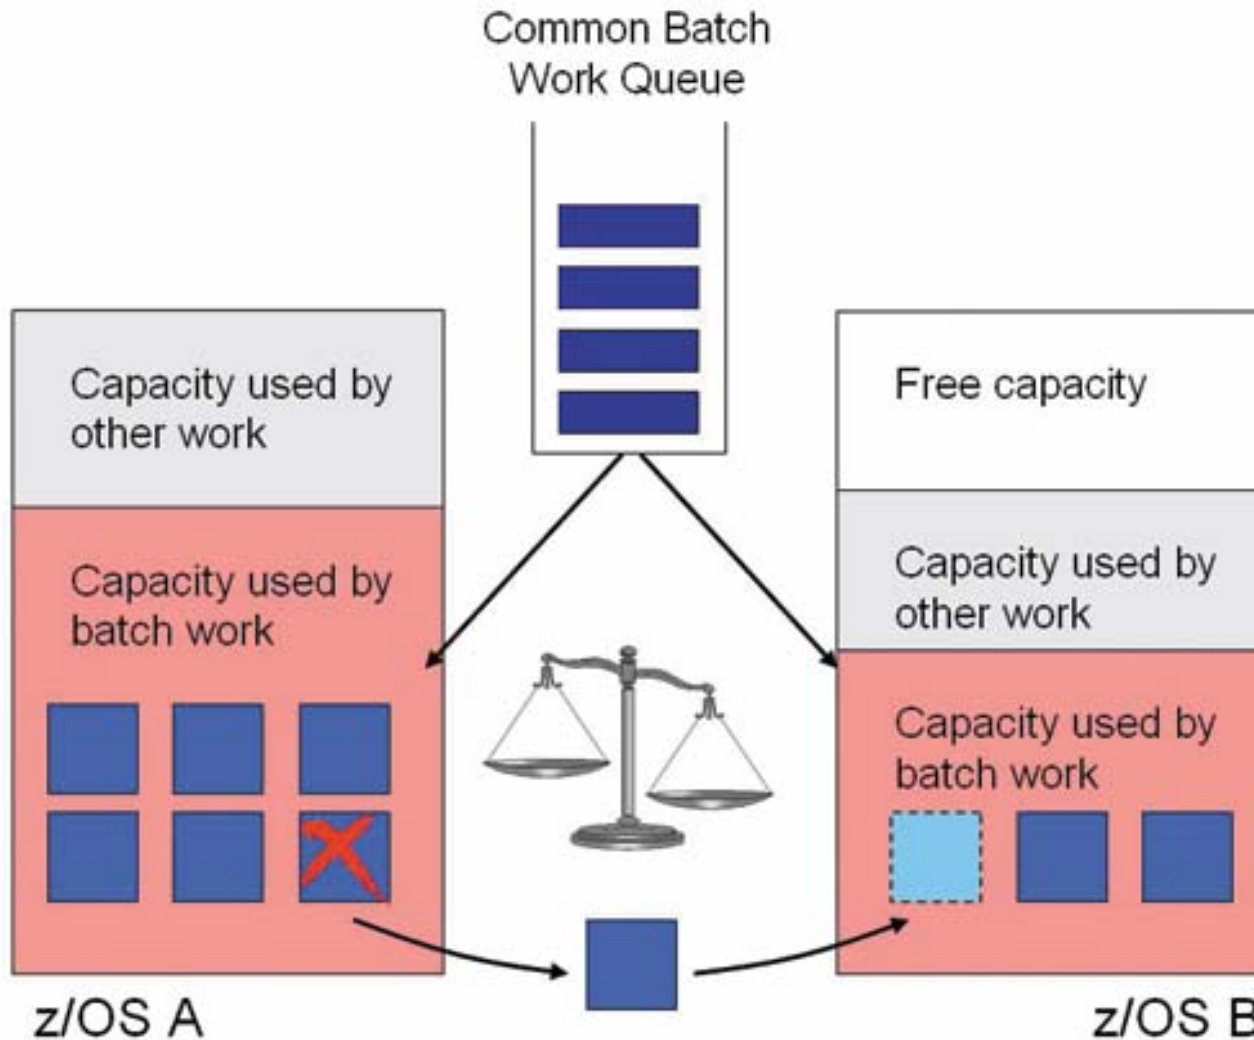 Common Batch
Work Queue
Capacity used by
other work
Capacity used by
batch work
Free capacity
Capacity used by
other work
Capacity used by
batch work
z/OS A
z/OS B